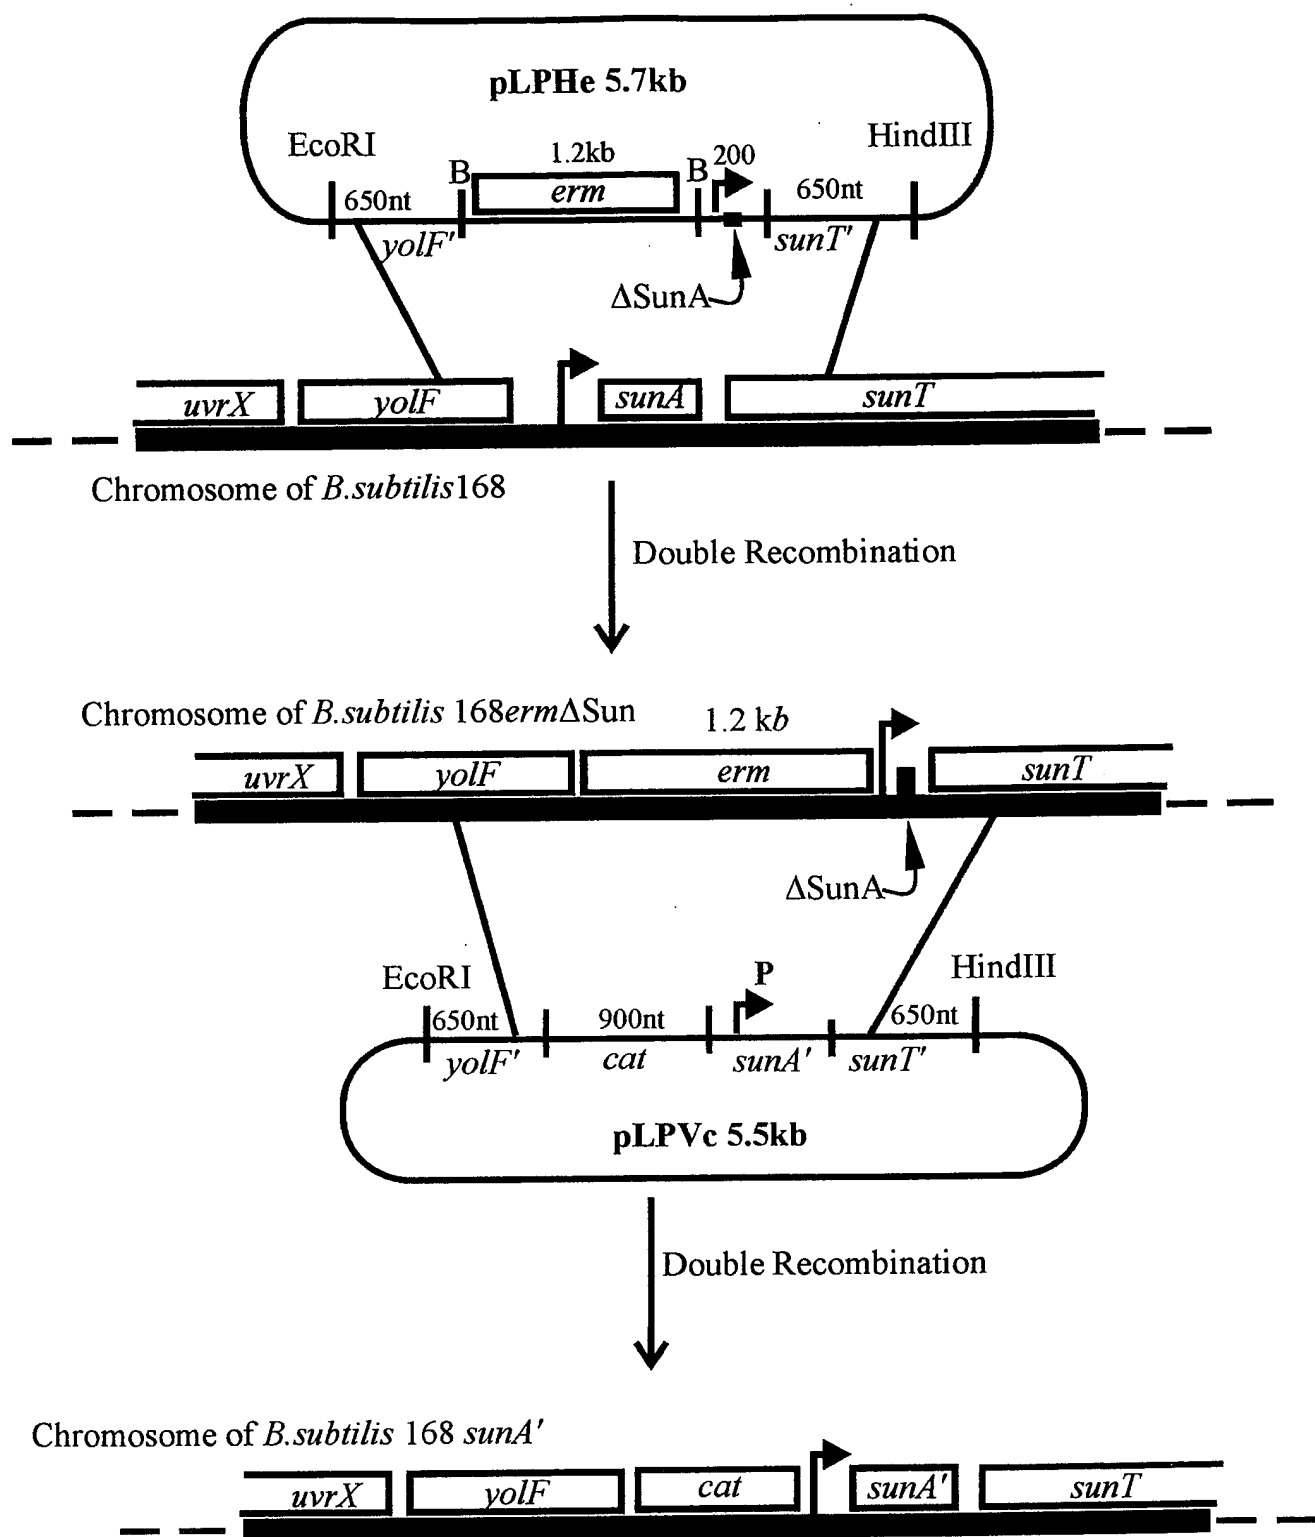 pLPHe 5.7kb
EcoRI
HindIII
650nt
B
1.2kb
erm
B
200
650nt
yolF'
sunT'
ΔSunA
uvrX
yolF
sunA
sunT
Chromosome of B.subtilis168
Double Recombination
Chromosome of B.subtilis 168ermΔSun
1.2 kb
uvrX
yolF
erm
sunT
ΔSunA
EcoRI
HindIII
650nt
900nt
P
650nt
yolF'
cat
sunA'
sunT'
pLPVc 5.5kb
Double Recombination
Chromosome of B.subtilis 168 sunA'
uvrX
yolF
cat
sunA'
sunT